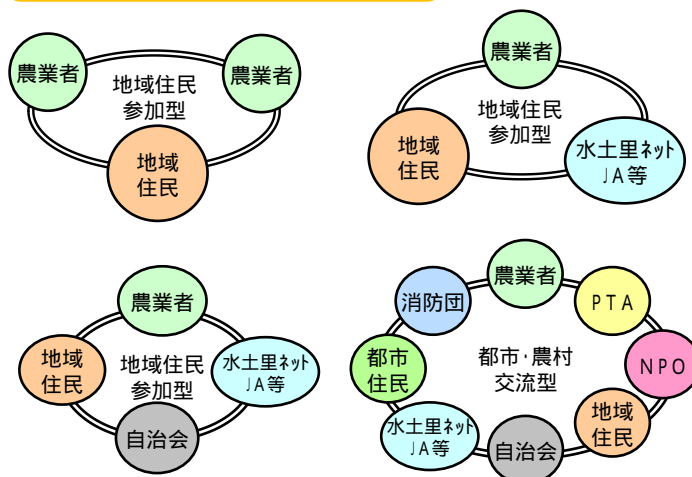 農業者
農業者
地域住民
参加型
地域
住民
農業者
地域住民
参加型
地域
住民
水土里ネット
JA等
農業者
地域
住民
地域住民
参加型
水土里ネット
JA等
自治会
農業者
消防団
PTA
都市
住民
都市・農村
交流型
NPO
地域
住民
水土里ネット
JA等
自治会